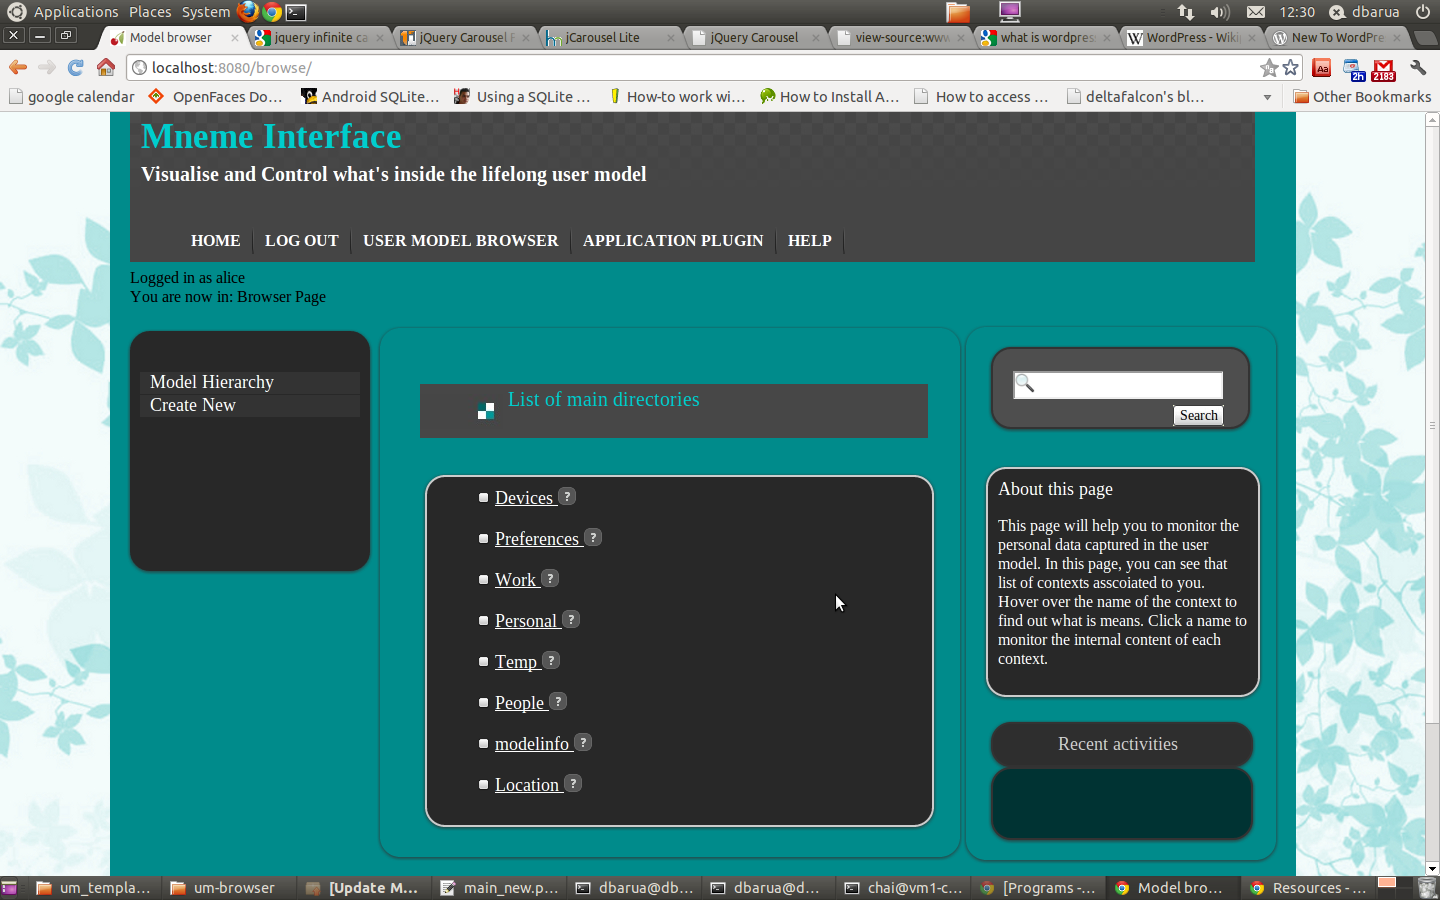 Applications Places System 12:30 dbarua
Model browser
jquery infinite ca
jQuery Carousel
jCarousel Lite
jQuery Carousel
view-source:www
what is wordpres
WordPress - Wiki
New To WordPre
localhost:8080/browse/
Aa 2h 2183
google calendar
OpenFaces Do...
Android SQLite...
Using a SQLite ...
How-to work wi...
How to Install A...
How to access ...
deltafalcon's bl...
Other Bookmarks
Mneme Interface
Visualise and Control what's inside the lifelong user model
HOME LOG OUT USER MODEL BROWSER APPLICATION PLUGIN HELP
Logged in as alice
You are now in: Browser Page
Model Hierarchy
Create New
List of main directories
Devices ?
Preferences ?
Work ?
Personal ?
Temp ?
People ?
modelinfo ?
Location ?
Search
About this page
This page will help you to monitor the
personal data captured in the user
model. In this page, you can see that
list of contexts asscoiated to you.
Hover over the name of the context to
find out what is means. Click a name to
monitor the internal content of each
context.
Recent activities
um_templa...
um-browser
[Update M...
main_new.p...
dbarua@db...
dbarua@d...
chai@vm1-c...
[Programs -...
Model bro...
Resources - ...